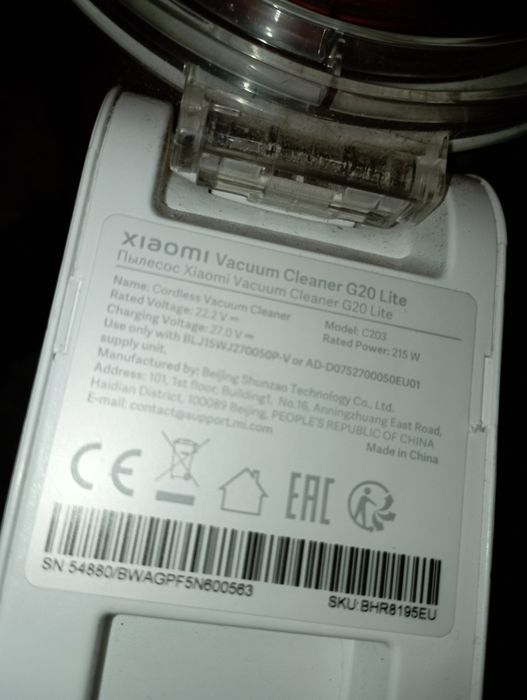 xiaomi Vacuum Cleaner G20 Lite
Пылесос Xiaomi Vacuum Cleaner G20 Lite
Name: Cordless Vacuum Cleaner Model: C203
Rated Voltage: 22.2 V⎓ Rated Power: 215 W
Charging Voltage: 27.0 V⎓
Use only with BLJ15WJ270050P-V or AD-D0752700050EU01
supply unit.
Manufactured by: Beijing Shunzao Technology Co., Ltd.
Address: 101, 1st floor, Building1, No.16, Anningzhuang East Road,
Haidian District, 100089 Beijing, PEOPLE'S REPUBLIC OF CHINA
E-mail: contact@support.mi.com Made in China
CE EAC
SN: 54880/BWAGPF5N600563 SKU: BHR8195EU